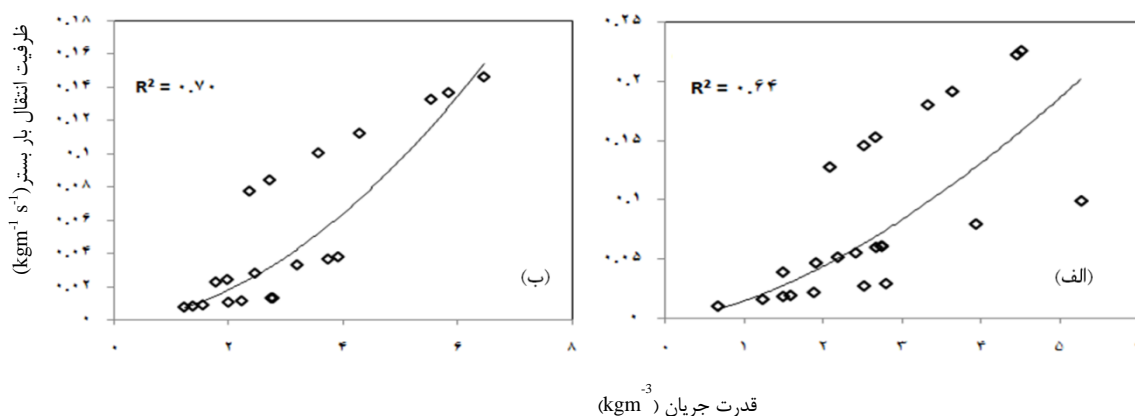 ظرفیت انتقال بار بستر (kgm⁻¹ s⁻¹)
۰.۱۸
۰.۱۶
۰.۱۴
۰.۱۲
۰.۱
۰.۰۸
۰.۰۶
۰.۰۴
۰.۰۲
۰
R² = ۰.۷۰
(ب)
۰ ۲ ۴ ۶ ۸
۰.۲۵
۰.۲
۰.۱۵
۰.۱
۰.۰۵
۰
R² = ۰.۶۴
(الف)
۰ ۱ ۲ ۳ ۴ ۵
قدرت جریان (kgm⁻³)